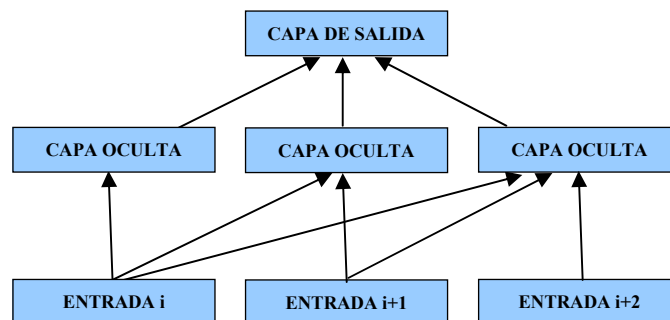 CAPA DE SALIDA
CAPA OCULTA
CAPA OCULTA
CAPA OCULTA
ENTRADA i
ENTRADA i+1
ENTRADA i+2